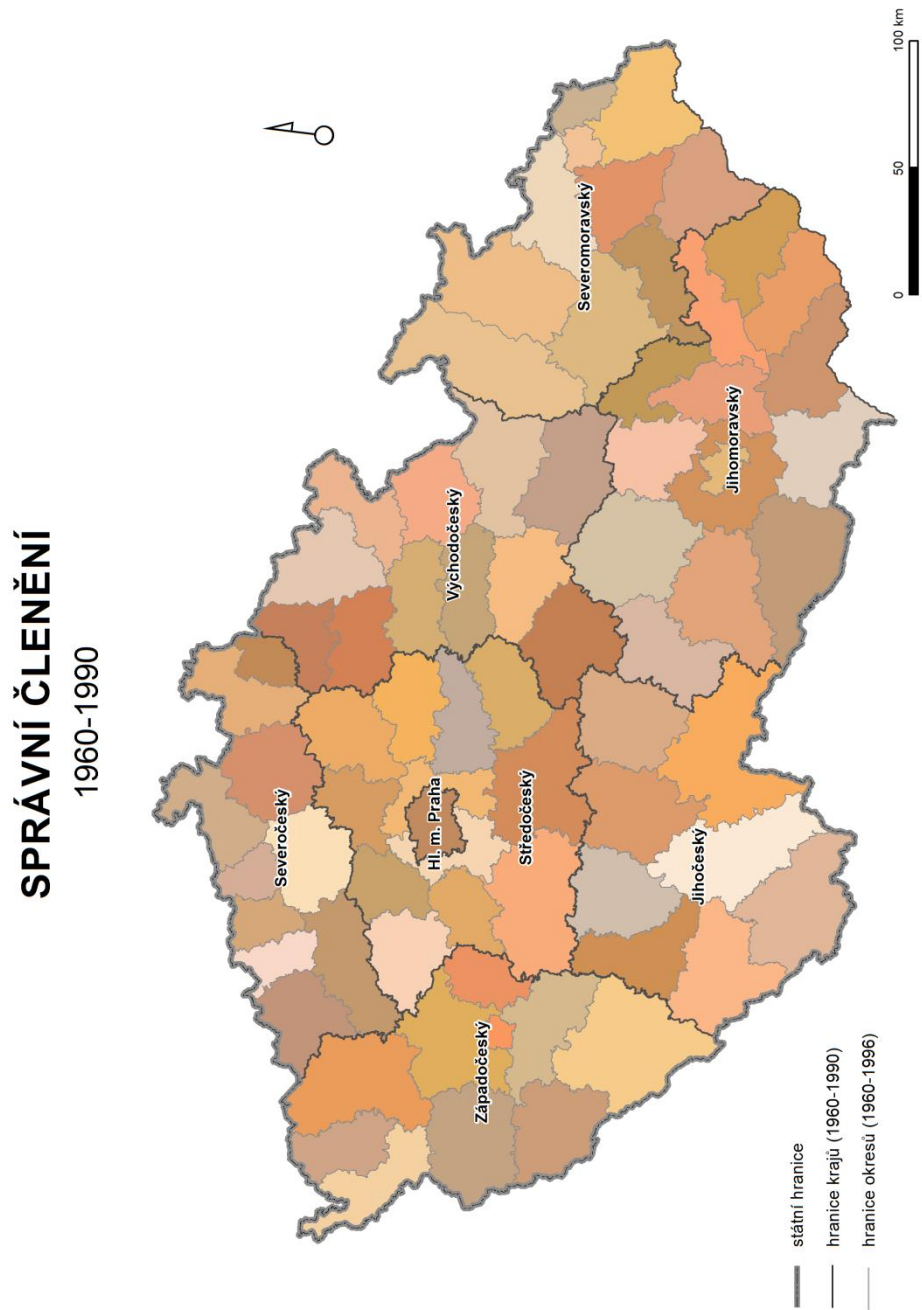 SPRÁVNÍ ČLENĚNÍ
1960-1990
Severočeský
Hl. m. Praha
Východočeský
Západočeský
Středočeský
Severomoravský
Jihočeský
Jihomoravský
státní hranice
hranice krajů (1960-1990)
hranice okresů (1960-1996)
0 50 100 km